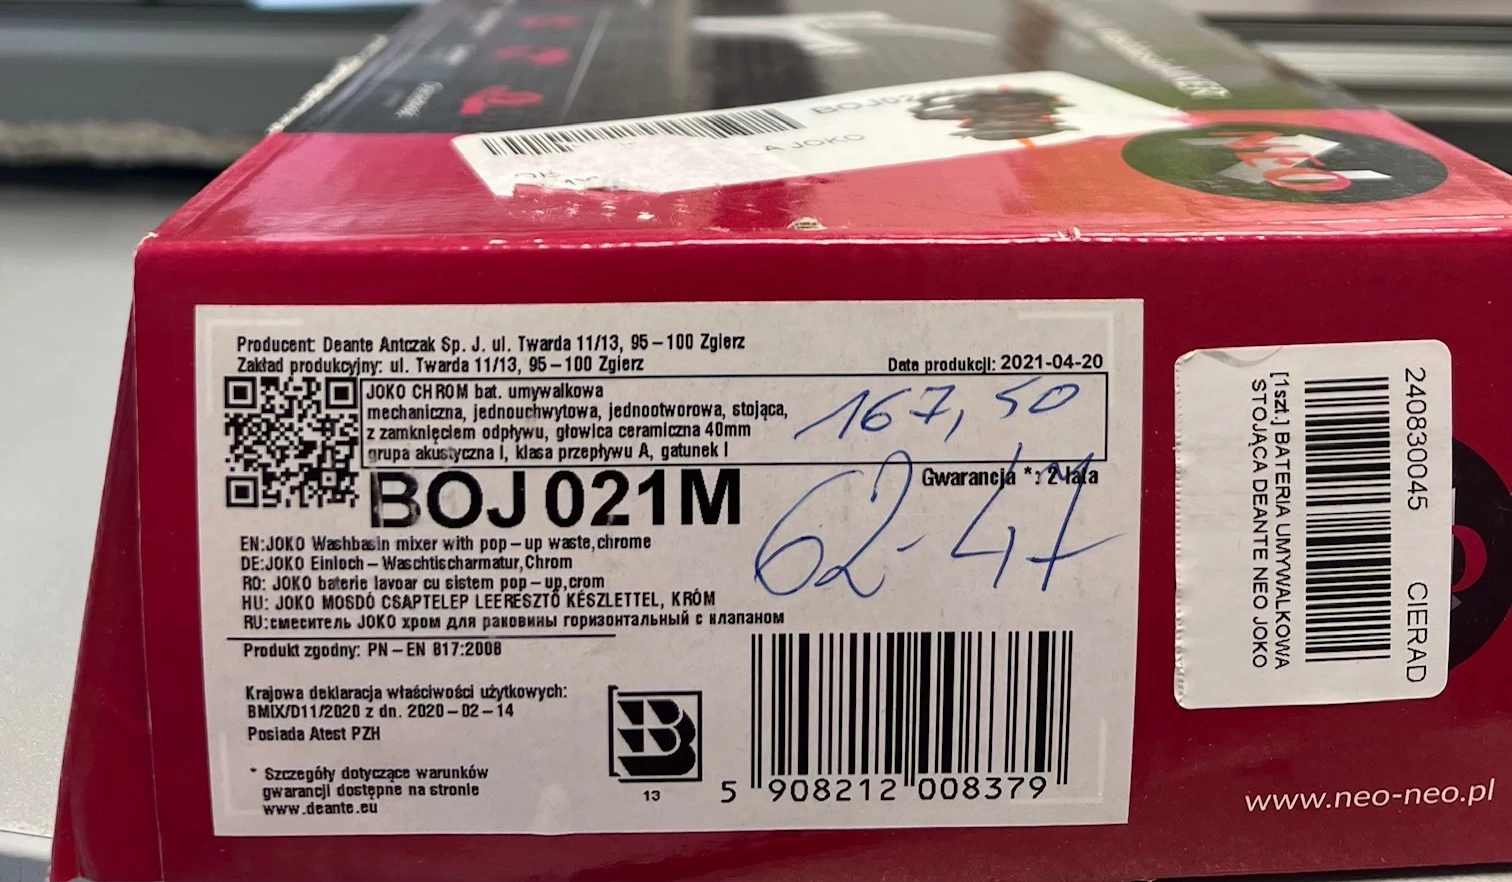 BOJ02
A JOKO
NEO
Producent: Deante Antczak Sp. J. ul. Twarda 11/13, 95-100 Zgierz
Zakład produkcyjny: ul. Twarda 11/13, 95-100 Zgierz
Data produkcji: 2021-04-20
JOKO CHROM bat. umywalkowa
mechaniczna, jednouchwytowa, jednootworowa, stojąca,
z zamknięciem odpływu, głowica ceramiczna 40mm
grupa akustyczna I, klasa przepływu A, gatunek I
167,50
BOJ 021M
Gwarancja *: 2 lata
62-47
EN:JOKO Washbasin mixer with pop-up waste,chrome
DE:JOKO Einloch-Waschtischarmatur,Chrom
RO: JOKO baterie lavoar cu sistem pop-up,crom
HU: JOKO MOSDÓ CSAPTELEP LEERESZTŐ KÉSZLETTEL, KRÓM
RU:смеситель JOKO хром для раковины горизонтальный с клапаном
Produkt zgodny: PN-EN 817:2008
Krajowa deklaracja właściwości użytkowych:
BMIX/D11/2020 z dn. 2020-02-14
Posiada Atest PZH
* Szczegóły dotyczące warunków
gwarancji dostępne na stronie
www.deante.eu
B
13
5 908212 008379
2408300045 CIERAD
[1szt.] BATERIA UMYWALKOWA
STOJĄCA DEANTE NEO JOKO
www.neo-neo.pl